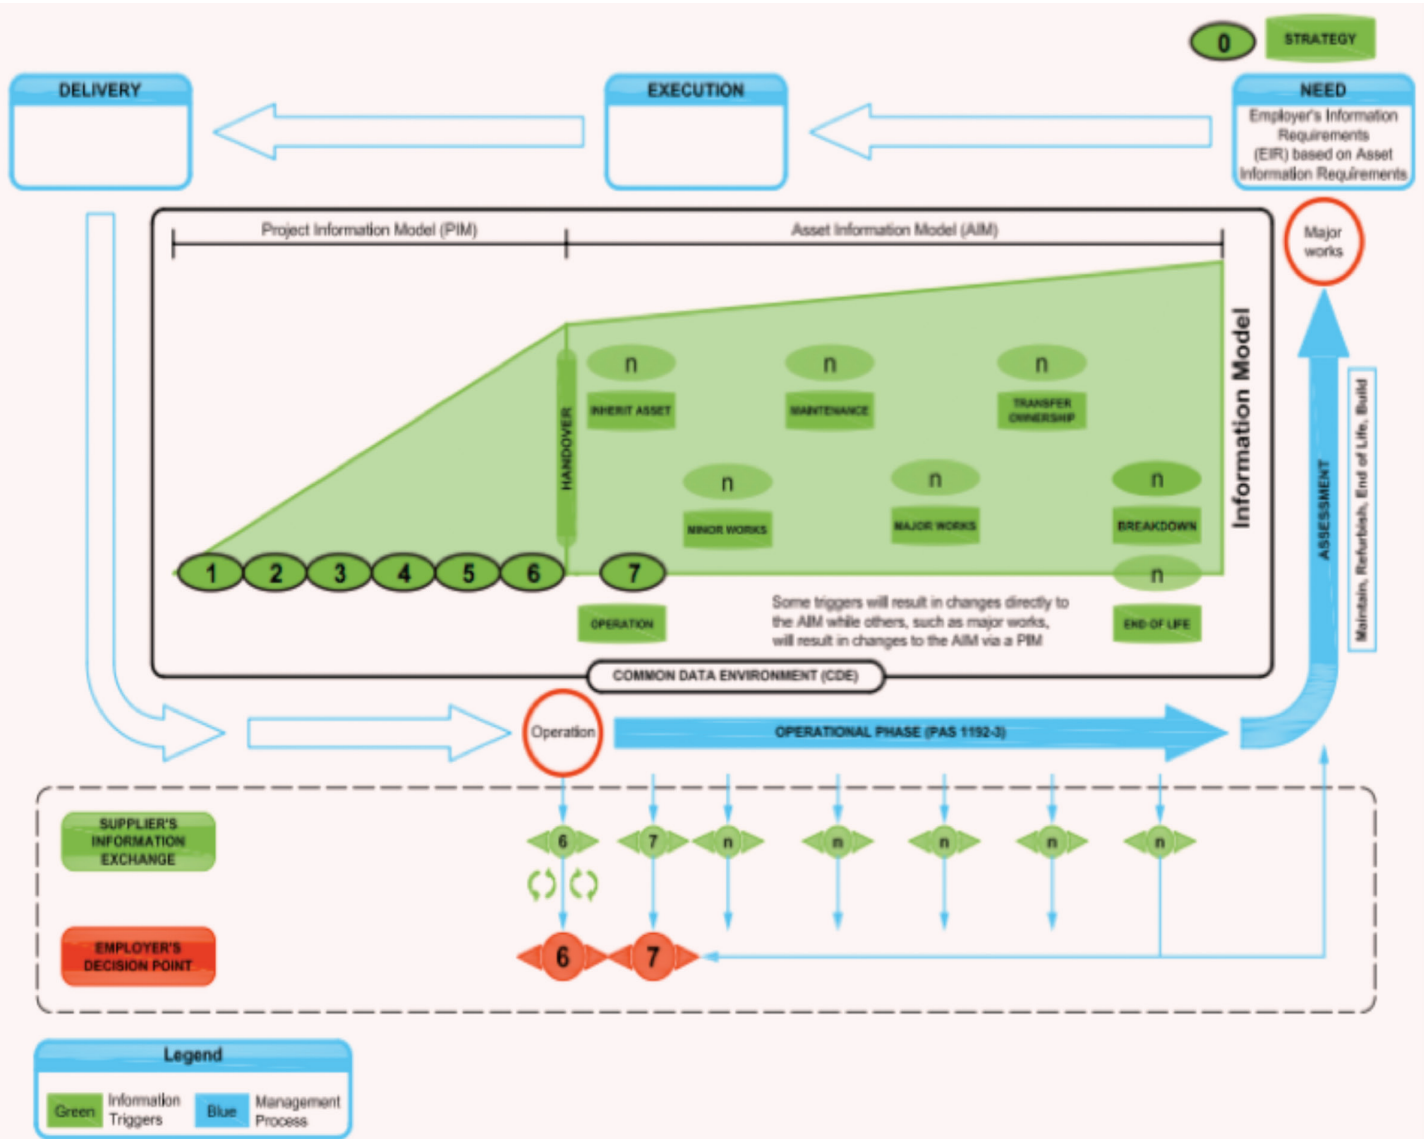 0
STRATEGY
DELIVERY
EXECUTION
NEED
Employer's Information
Requirements
(EIR) based on Asset
Information Requirements
Project Information Model (PIM)
Asset Information Model (AIM)
Major
works
Information Model
HANDOVER
n
INHERIT ASSET
n
MAINTENANCE
n
TRANSFER
OWNERSHIP
n
MINOR WORKS
n
MAJOR WORKS
n
BREAKDOWN
1
2
3
4
5
6
7
OPERATION
n
END OF LIFE
Some triggers will result in changes directly to
the AIM while others, such as major works,
will result in changes to the AIM via a PIM
COMMON DATA ENVIRONMENT (CDE)
ASSESSMENT
Maintain, Refurbish, End of Life, Build
Operation
OPERATIONAL PHASE (PAS 1192-3)
SUPPLIER'S
INFORMATION
EXCHANGE
6
7
n
n
n
n
n
EMPLOYER'S
DECISION POINT
6
7
Legend
Green
Information
Triggers
Blue
Management
Process